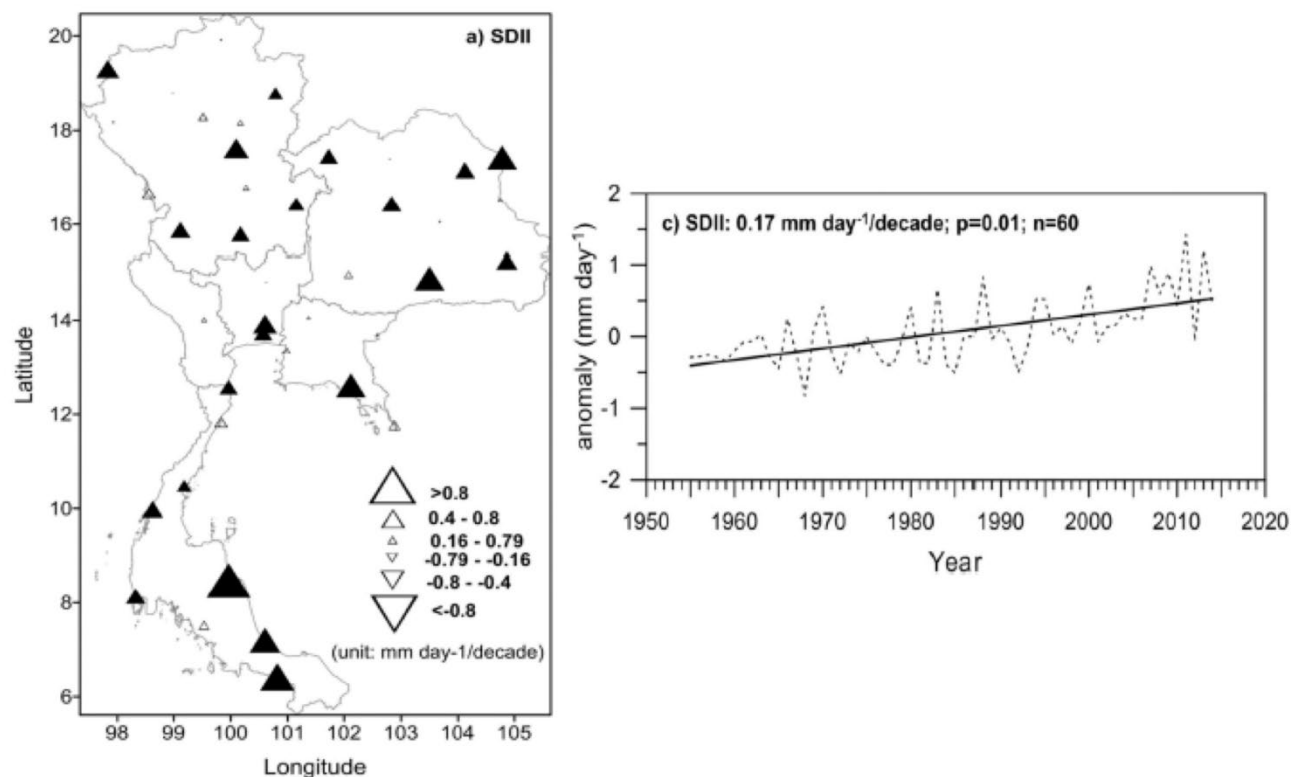 a) SDII
20
18
16
14
12
10
8
6
Latitude
>0.8
0.4 - 0.8
0.16 - 0.79
-0.79 - -0.16
-0.8 - -0.4
<-0.8
(unit: mm day-1/decade)
98 99 100 101 102 103 104 105
Longitude
c) SDII: 0.17 mm day⁻¹/decade; p=0.01; n=60
2
1
0
-1
-2
anomaly (mm day⁻¹)
1950 1960 1970 1980 1990 2000 2010 2020
Year